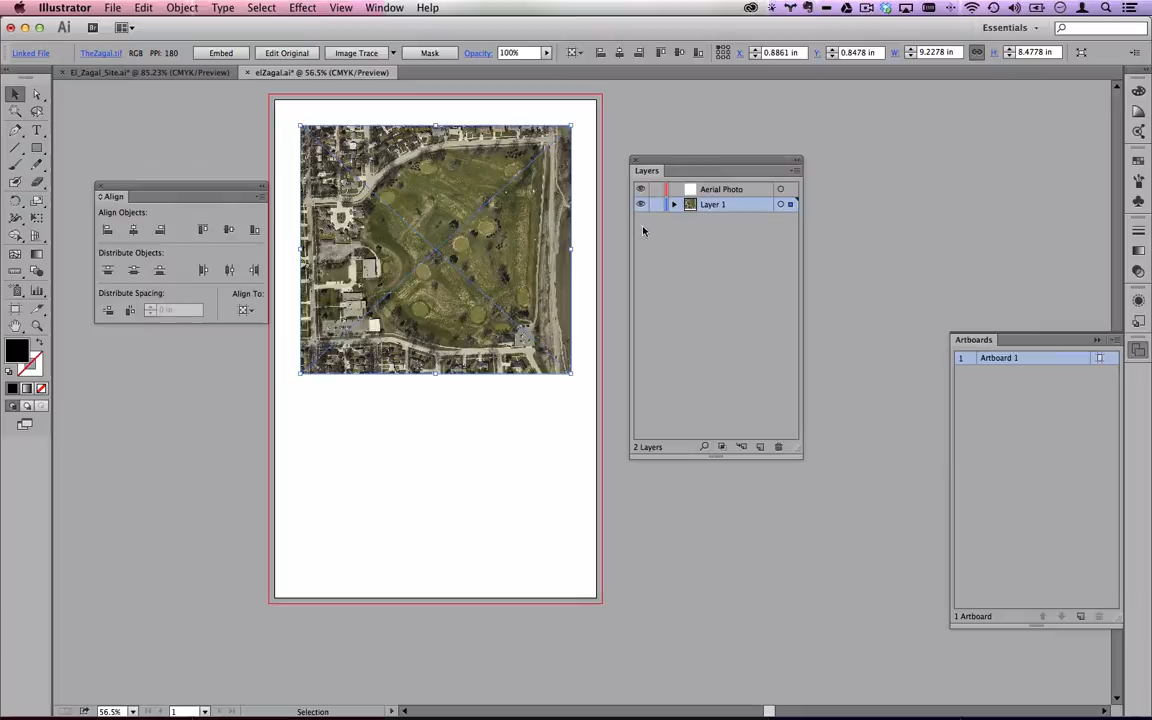 Illustrator File Edit Object Type Select Effect View Window Help
Ai Br Essentials
Linked File TheZagal.tif RGB PPI: 180 Embed Edit Original Image Trace Mask Opacity: 100% X: 0.8861 in Y: 0.8478 in W: 9.2278 in H: 8.4778 in
× El_Zagal_Site.ai* @ 85.23% (CMYK/Preview) × elZagal.ai* @ 56.5% (CMYK/Preview)
Align
Align Objects:
Distribute Objects:
Distribute Spacing: Align To:
0 in
Layers
Aerial Photo
Layer 1
2 Layers
Artboards
1 Artboard 1
1 Artboard
56.5% 1 Selection